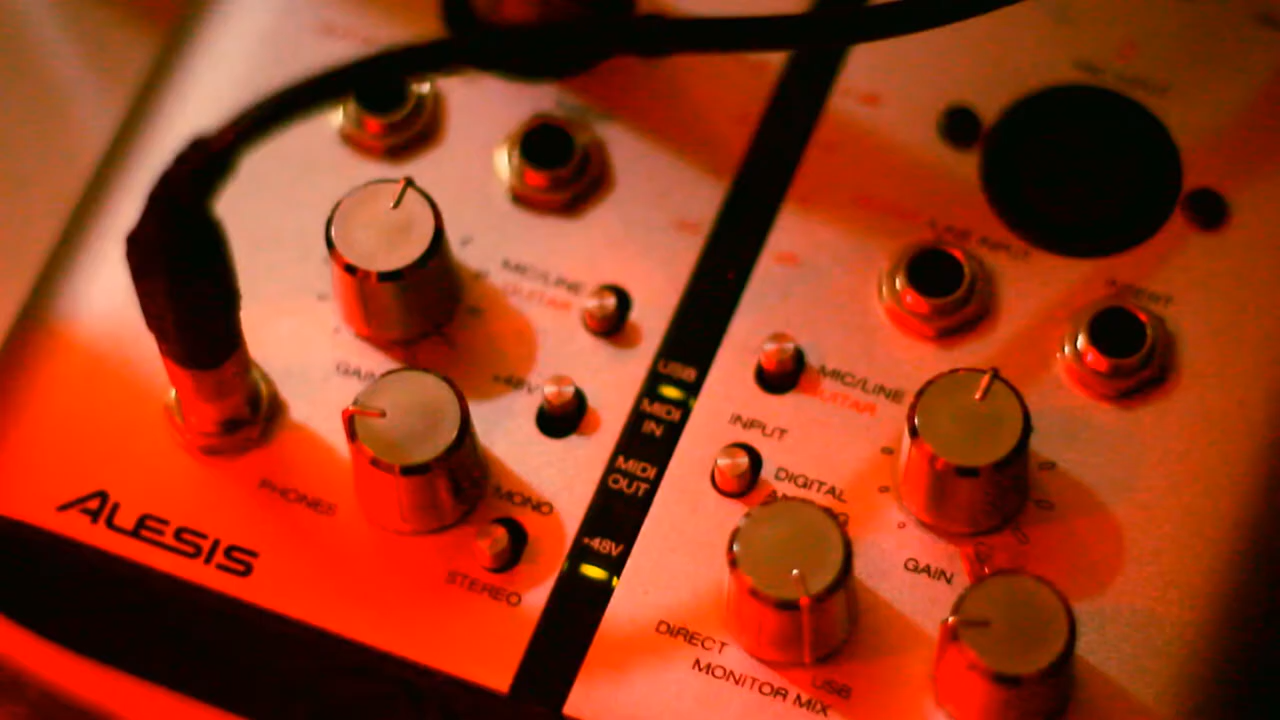 LINE INPUT
INSERT
MIC/LINE
GUITAR
GAIN
+48V
USB
MIDI
IN
MIDI
OUT
+48V
MIC/LINE
GUITAR
INPUT
DIGITAL
GAIN
PHONES
MONO
STEREO
ALESIS
DIRECT
USB
MONITOR MIX